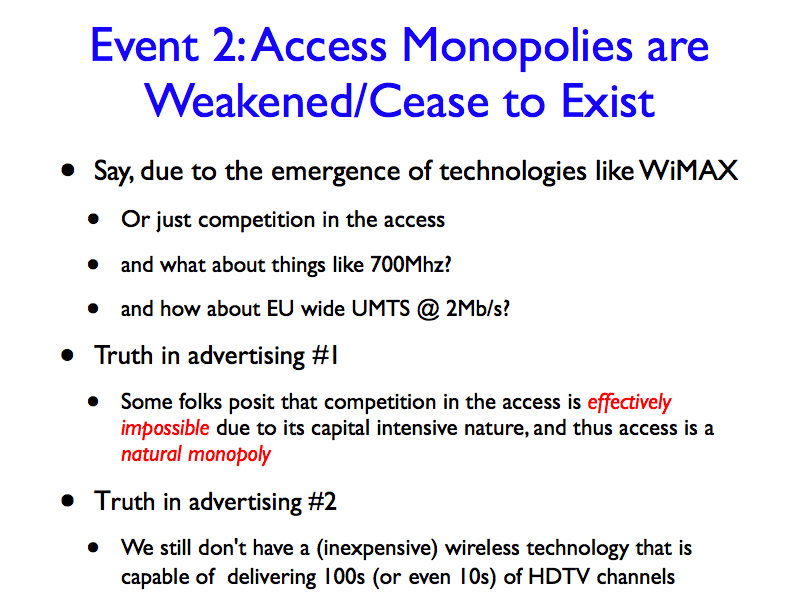 Event 2: Access Monopolies are
Weakened/Cease to Exist
• Say, due to the emergence of technologies like WiMAX
• Or just competition in the access
• and what about things like 700Mhz?
• and how about EU wide UMTS @ 2Mb/s?
• Truth in advertising #1
• Some folks posit that competition in the access is effectively
impossible due to its capital intensive nature, and thus access is a
natural monopoly
• Truth in advertising #2
• We still don't have a (inexpensive) wireless technology that is
capable of  delivering 100s (or even 10s) of HDTV channels